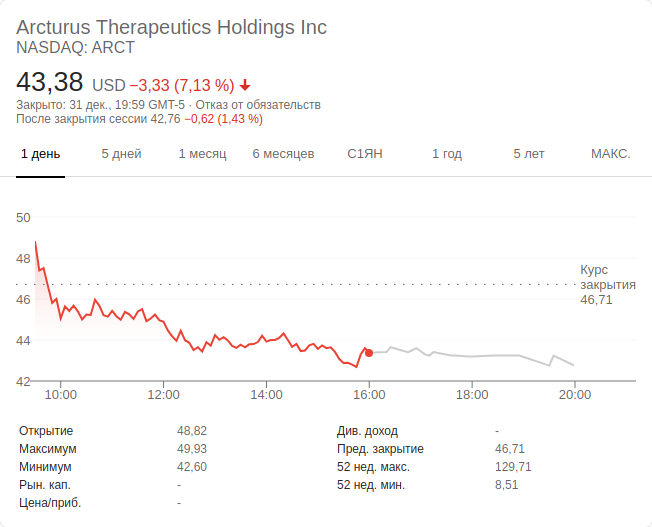 Arcturus Therapeutics Holdings Inc
NASDAQ: ARCT
43,38 USD −3,33 (7,13 %)
Закрыто: 31 дек., 19:59 GMT-5 · Отказ от обязательств
После закрытия сессии 42,76 −0,62 (1,43 %)
1 день 5 дней 1 месяц 6 месяцев С1ЯН 1 год 5 лет МАКС.
50
48
Курс
закрытия
46,71
46
44
42
10:00 12:00 14:00 16:00 18:00 20:00
Открытие 48,82 Див. доход -
Максимум 49,93 Пред. закрытие 46,71
Минимум 42,60 52 нед. макс. 129,71
Рын. кап. - 52 нед. мин. 8,51
Цена/приб. -